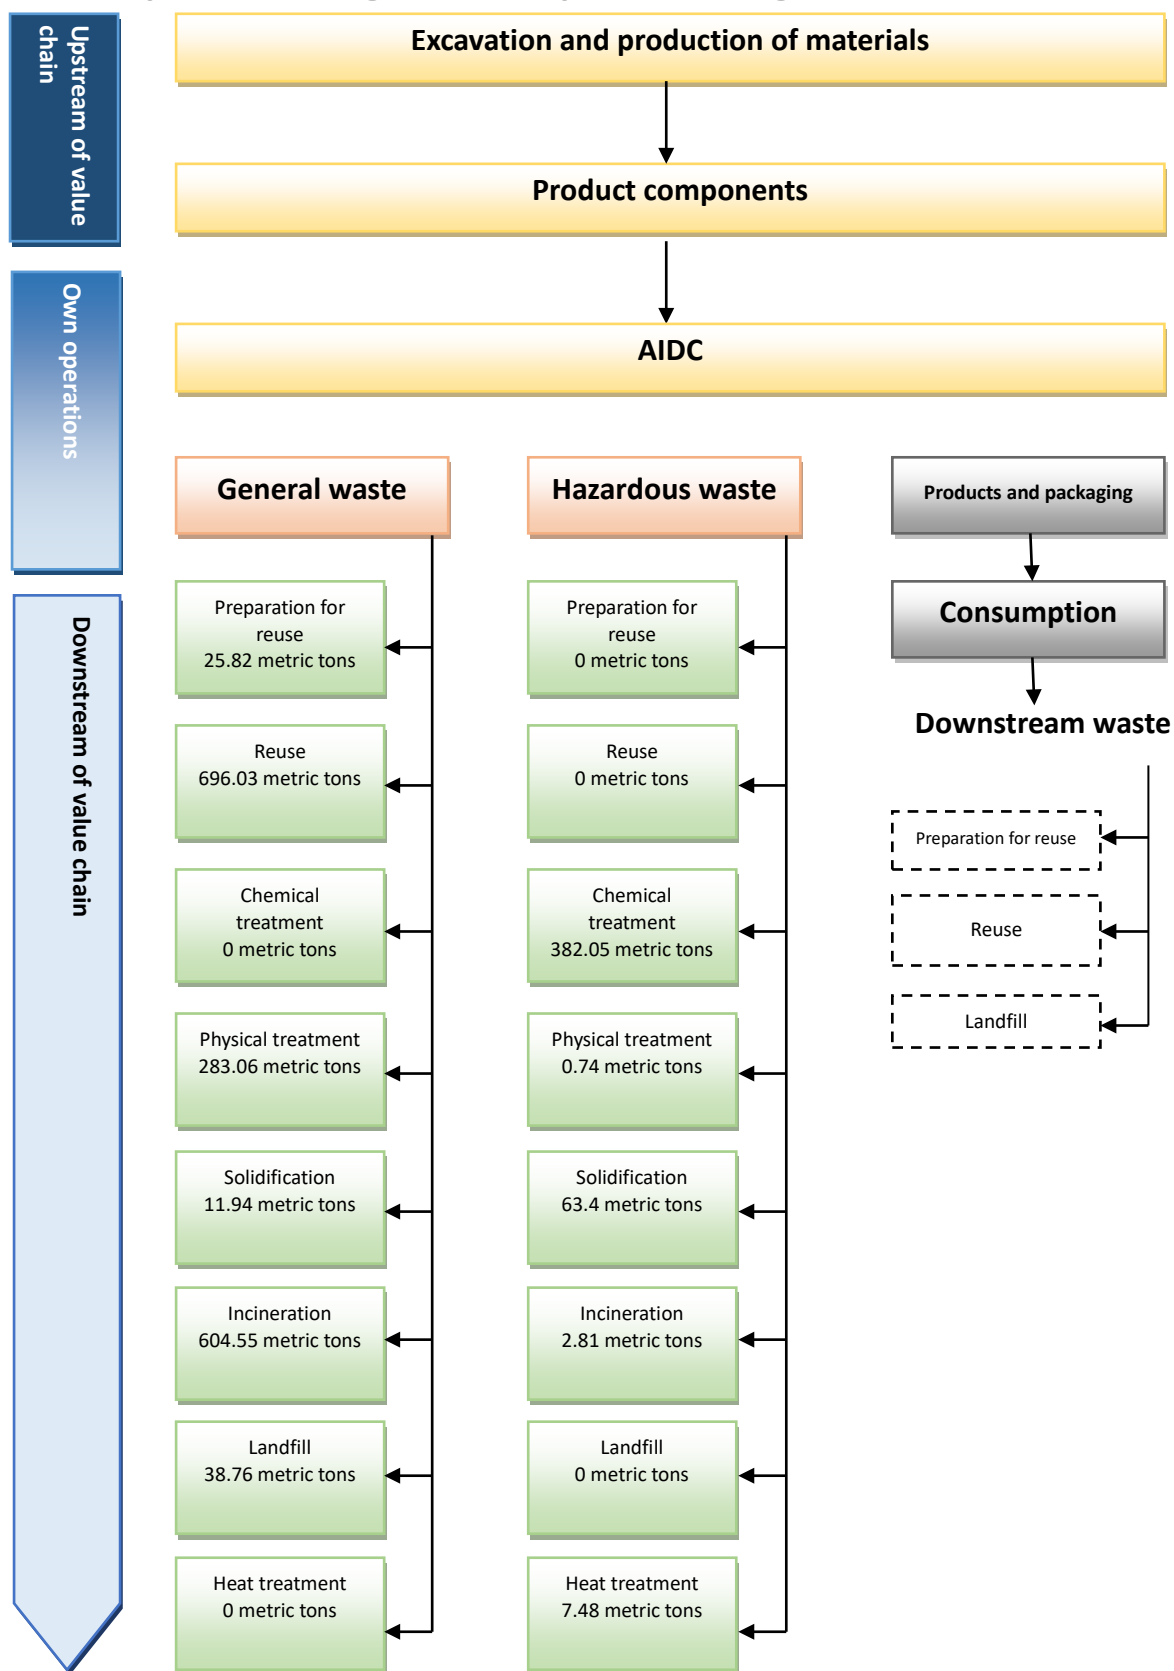 Upstream of value
chain
Excavation and production of materials
Product components
Own operations
AIDC
General waste
Hazardous waste
Products and packaging
Consumption
Downstream waste
Downstream of value chain
Preparation for
reuse
25.82 metric tons
Reuse
696.03 metric tons
Chemical
treatment
0 metric tons
Physical treatment
283.06 metric tons
Solidification
11.94 metric tons
Incineration
604.55 metric tons
Landfill
38.76 metric tons
Heat treatment
0 metric tons
Preparation for
reuse
0 metric tons
Reuse
0 metric tons
Chemical
treatment
382.05 metric tons
Physical treatment
0.74 metric tons
Solidification
63.4 metric tons
Incineration
2.81 metric tons
Landfill
0 metric tons
Heat treatment
7.48 metric tons
Preparation for reuse
Reuse
Landfill